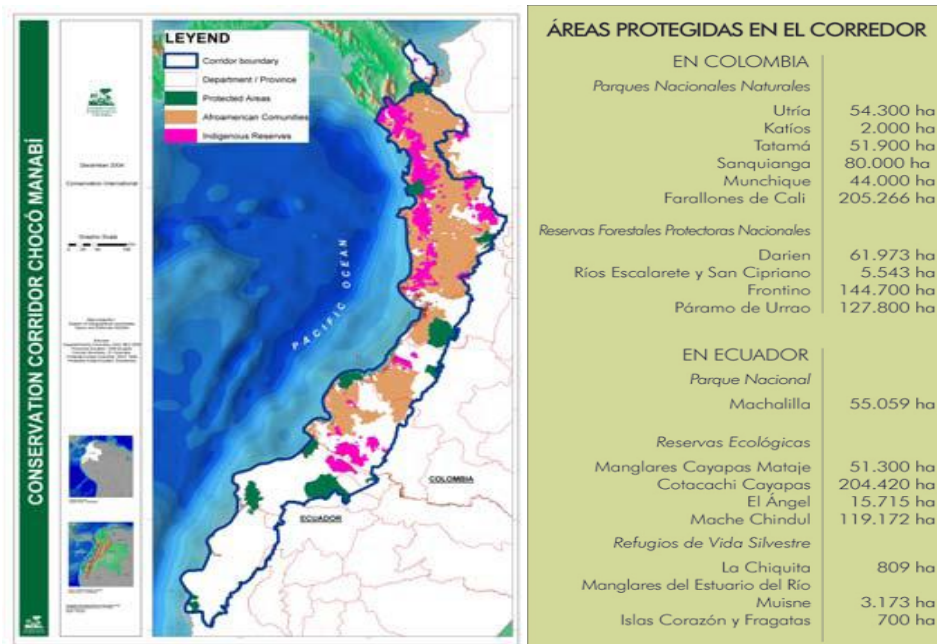 CONSERVATION CORRIDOR CHOCÓ MANABÍ
December 2004
Conservation International
Graphic Scale
LEYEND
Corridor boundary
Department / Province
Protected Areas
Afroamerican Comunities
Indigenous Reserves
PACIFIC OCEAN
COLOMBIA
ECUADOR
ÁREAS PROTEGIDAS EN EL CORREDOR
EN COLOMBIA
Parques Nacionales Naturales
Utría 54.300 ha
Katíos 2.000 ha
Tatamá 51.900 ha
Sanquianga 80.000 ha
Munchique 44.000 ha
Farallones de Cali 205.266 ha
Reservas Forestales Protectoras Nacionales
Darien 61.973 ha
Ríos Escalarete y San Cipriano 5.543 ha
Frontino 144.700 ha
Páramo de Urrao 127.800 ha
EN ECUADOR
Parque Nacional
Machalilla 55.059 ha
Reservas Ecológicas
Manglares Cayapas Mataje 51.300 ha
Cotacachi Cayapas 204.420 ha
El Ángel 15.715 ha
Mache Chindul 119.172 ha
Refugios de Vida Silvestre
La Chiquita 809 ha
Manglares del Estuario del Río
Muisne 3.173 ha
Islas Corazón y Fragatas 700 ha